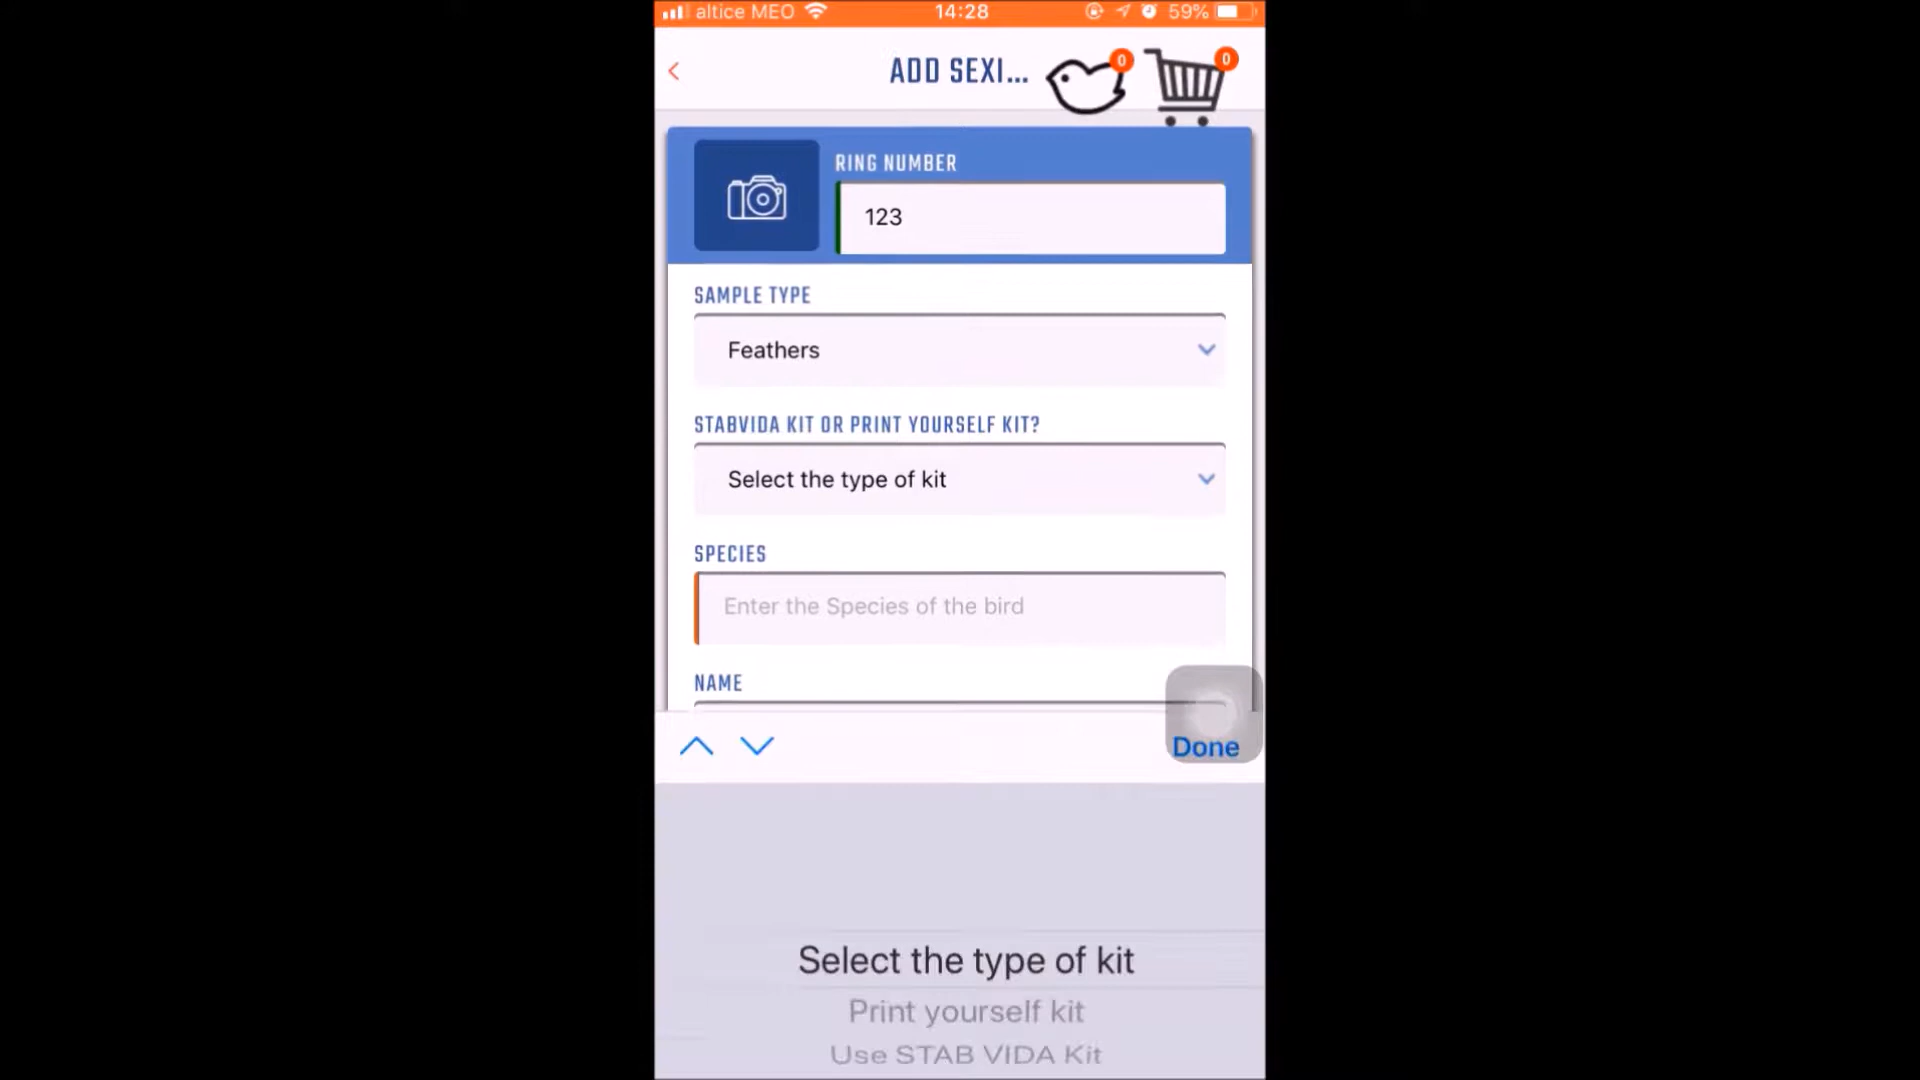 altice MEO 14:28 59%
ADD SEXI... 0 0
RING NUMBER
123
SAMPLE TYPE
Feathers
STABVIDA KIT OR PRINT YOURSELF KIT?
Select the type of kit
SPECIES
Enter the Species of the bird
NAME
Done
Select the type of kit
Print yourself kit
Use STAB VIDA Kit